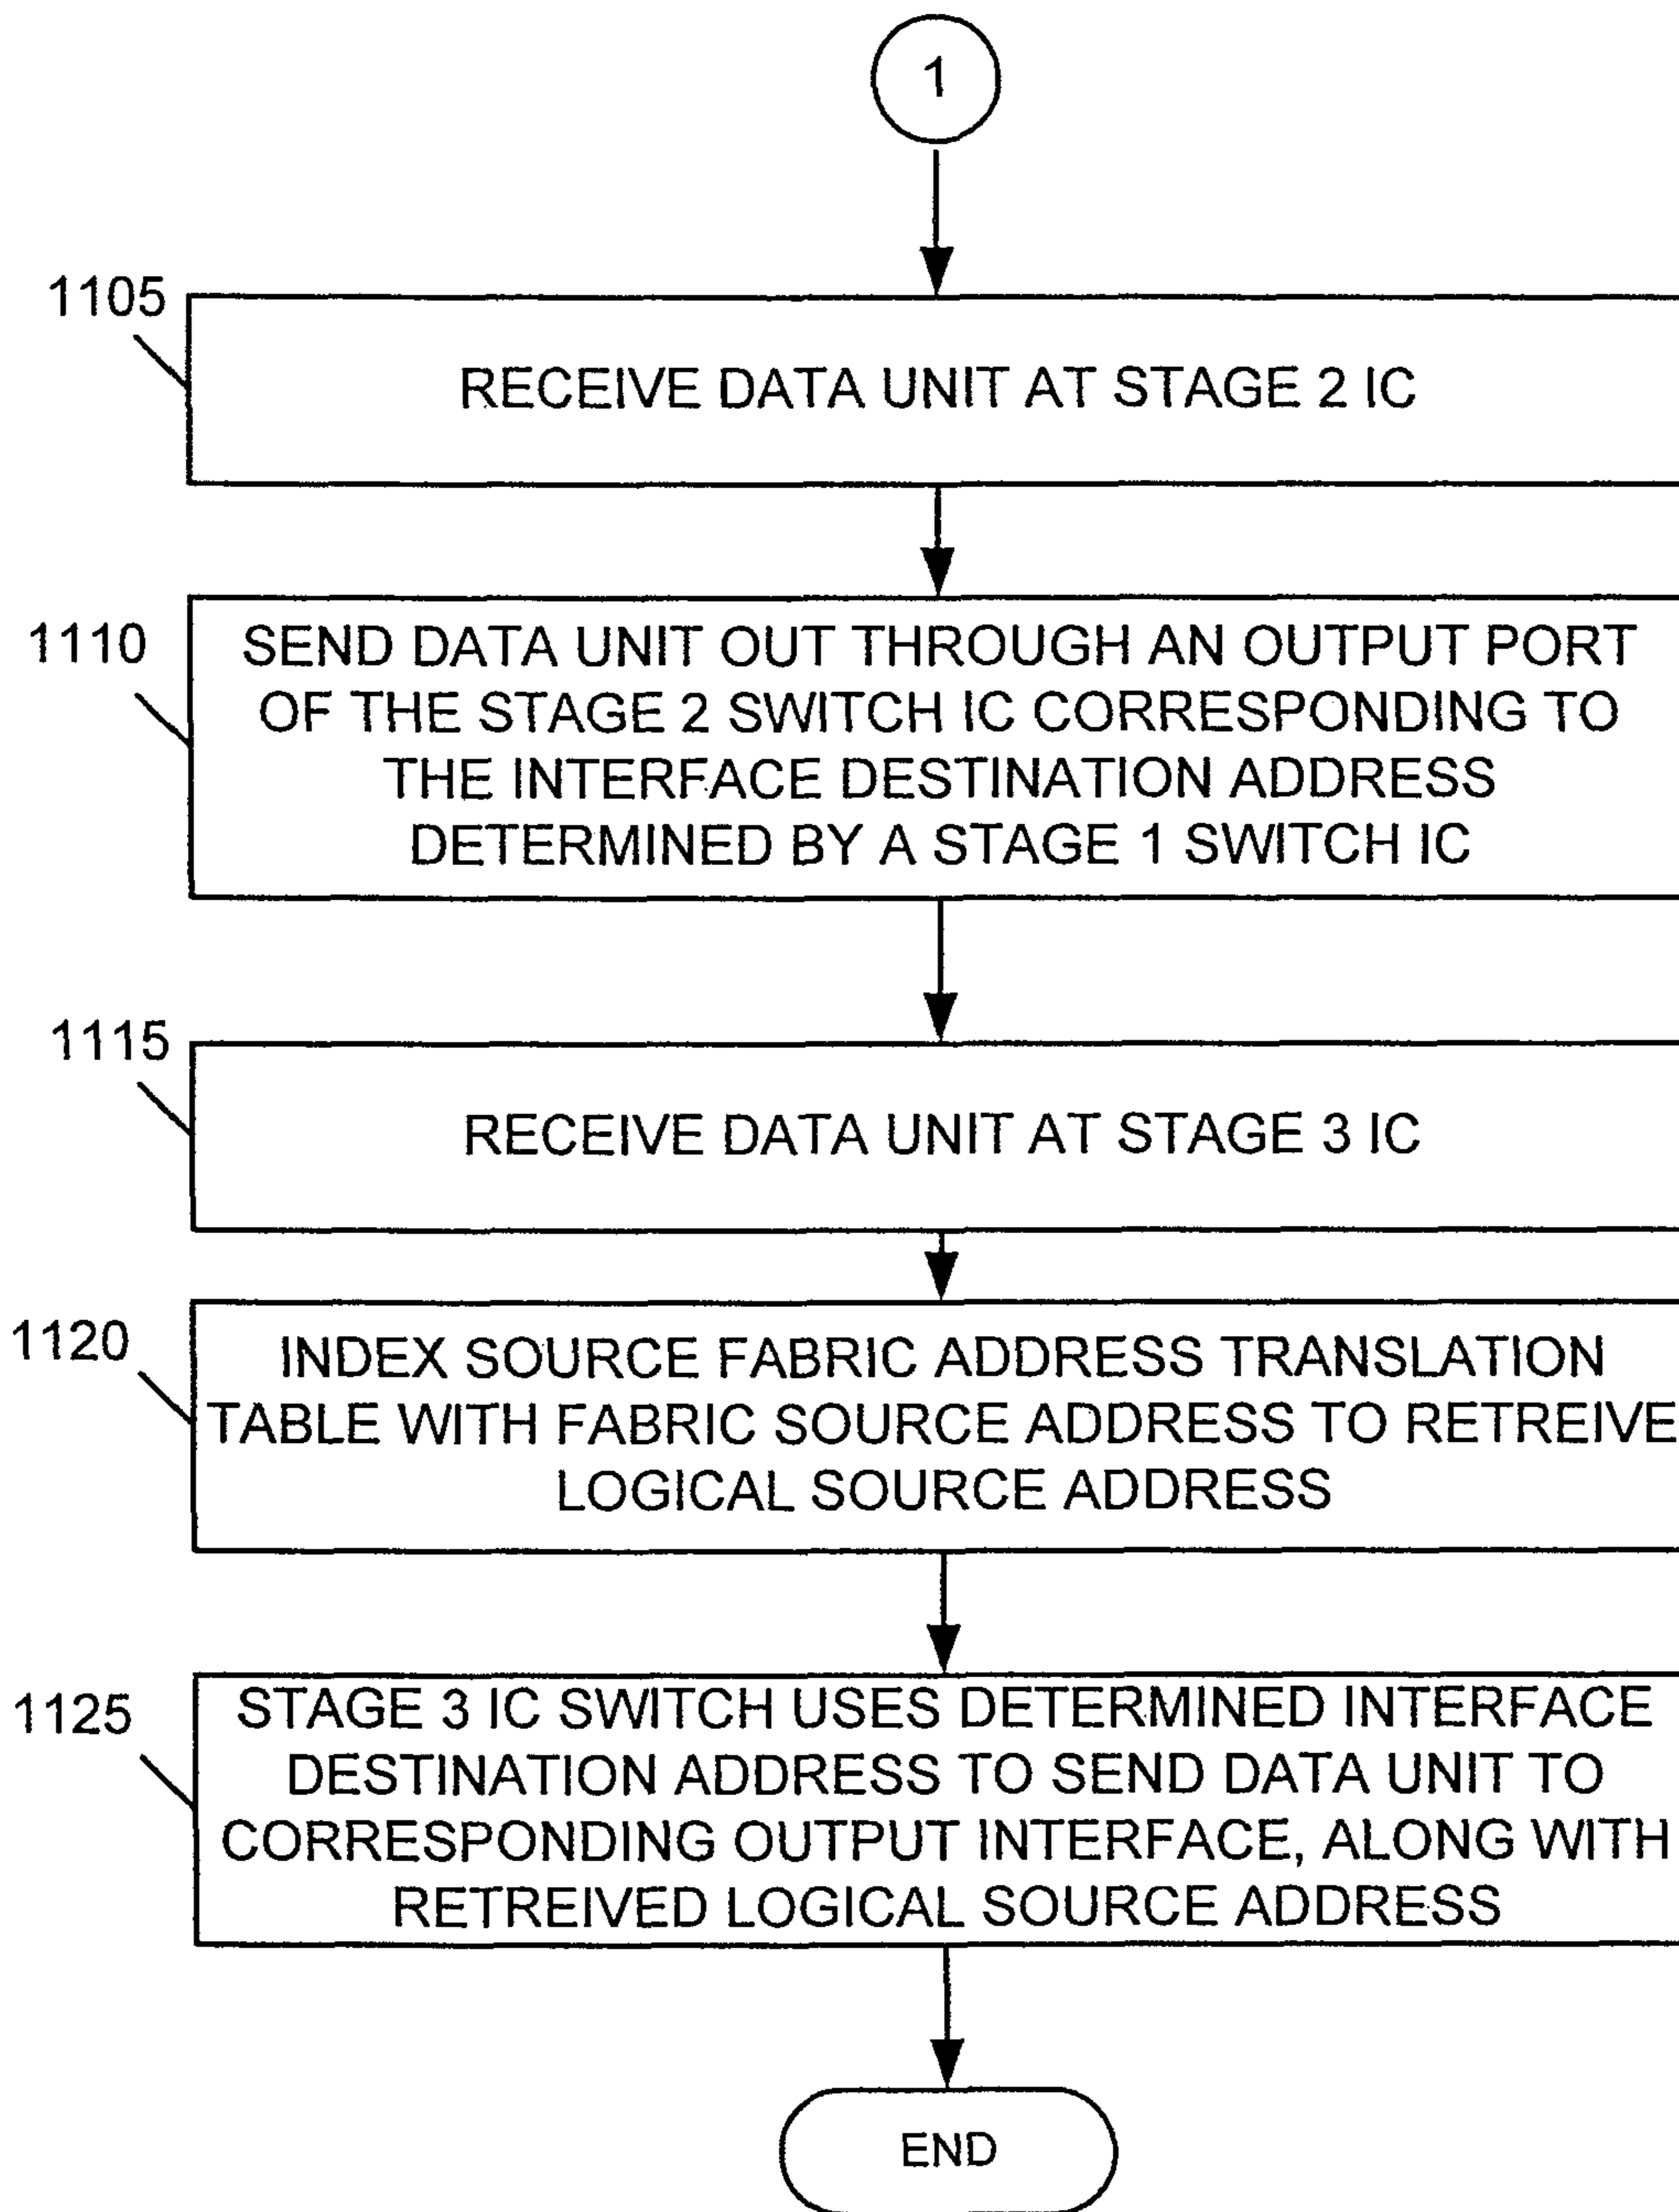 1
1105
RECEIVE DATA UNIT AT STAGE 2 IC
1110
SEND DATA UNIT OUT THROUGH AN OUTPUT PORT
OF THE STAGE 2 SWITCH IC CORRESPONDING TO
THE INTERFACE DESTINATION ADDRESS
DETERMINED BY A STAGE 1 SWITCH IC
1115
RECEIVE DATA UNIT AT STAGE 3 IC
1120
INDEX SOURCE FABRIC ADDRESS TRANSLATION
TABLE WITH FABRIC SOURCE ADDRESS TO RETREIVE
LOGICAL SOURCE ADDRESS
1125
STAGE 3 IC SWITCH USES DETERMINED INTERFACE
DESTINATION ADDRESS TO SEND DATA UNIT TO
CORRESPONDING OUTPUT INTERFACE, ALONG WITH
RETREIVED LOGICAL SOURCE ADDRESS
END